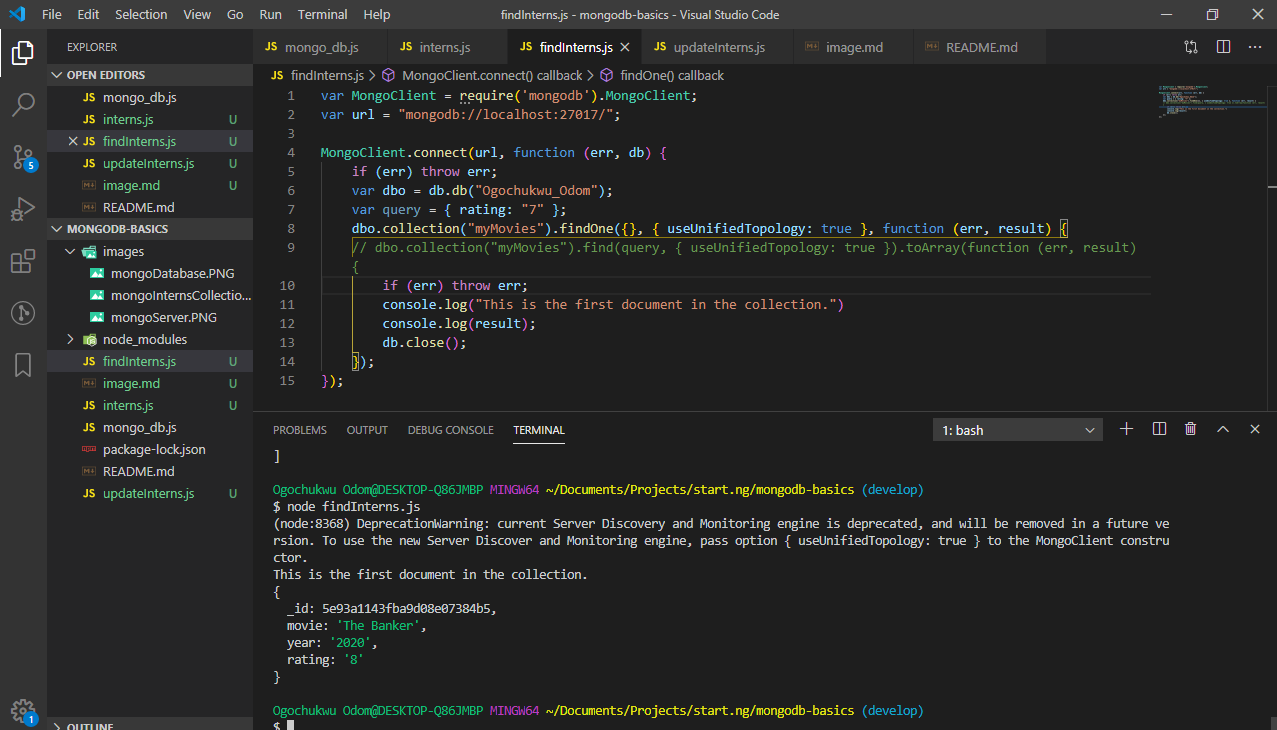 File Edit Selection View Go Run Terminal Help findInterns.js - mongodb-basics - Visual Studio Code
EXPLORER
OPEN EDITORS
JS mongo_db.js
JS interns.js U
JS findInterns.js U
JS updateInterns.js U
image.md U
README.md
MONGODB-BASICS
images
mongoDatabase.PNG
mongoInternsCollectio...
mongoServer.PNG
node_modules
JS findInterns.js U
image.md U
JS interns.js U
JS mongo_db.js
package-lock.json
README.md
JS updateInterns.js U
OUTLINE
5
1
JS mongo_db.js JS interns.js JS findInterns.js JS updateInterns.js image.md README.md
JS findInterns.js > MongoClient.connect() callback > findOne() callback
1 var MongoClient = require('mongodb').MongoClient;
2 var url = "mongodb://localhost:27017/";
3
4 MongoClient.connect(url, function (err, db) {
5 if (err) throw err;
6 var dbo = db.db("Ogochukwu_Odom");
7 var query = { rating: "7" };
8 dbo.collection("myMovies").findOne({}, { useUnifiedTopology: true }, function (err, result) {
9 // dbo.collection("myMovies").find(query, { useUnifiedTopology: true }).toArray(function (err, result)
{
10 if (err) throw err;
11 console.log("This is the first document in the collection.")
12 console.log(result);
13 db.close();
14 });
15 });
PROBLEMS OUTPUT DEBUG CONSOLE TERMINAL 1: bash
]
Ogochukwu Odom@DESKTOP-Q86JMBP MINGW64 ~/Documents/Projects/start.ng/mongodb-basics (develop)
$ node findInterns.js
(node:8368) DeprecationWarning: current Server Discovery and Monitoring engine is deprecated, and will be removed in a future ve
rsion. To use the new Server Discover and Monitoring engine, pass option { useUnifiedTopology: true } to the MongoClient constru
ctor.
This is the first document in the collection.
{
_id: 5e93a1143fba9d08e07384b5,
movie: 'The Banker',
year: '2020',
rating: '8'
}
Ogochukwu Odom@DESKTOP-Q86JMBP MINGW64 ~/Documents/Projects/start.ng/mongodb-basics (develop)
$